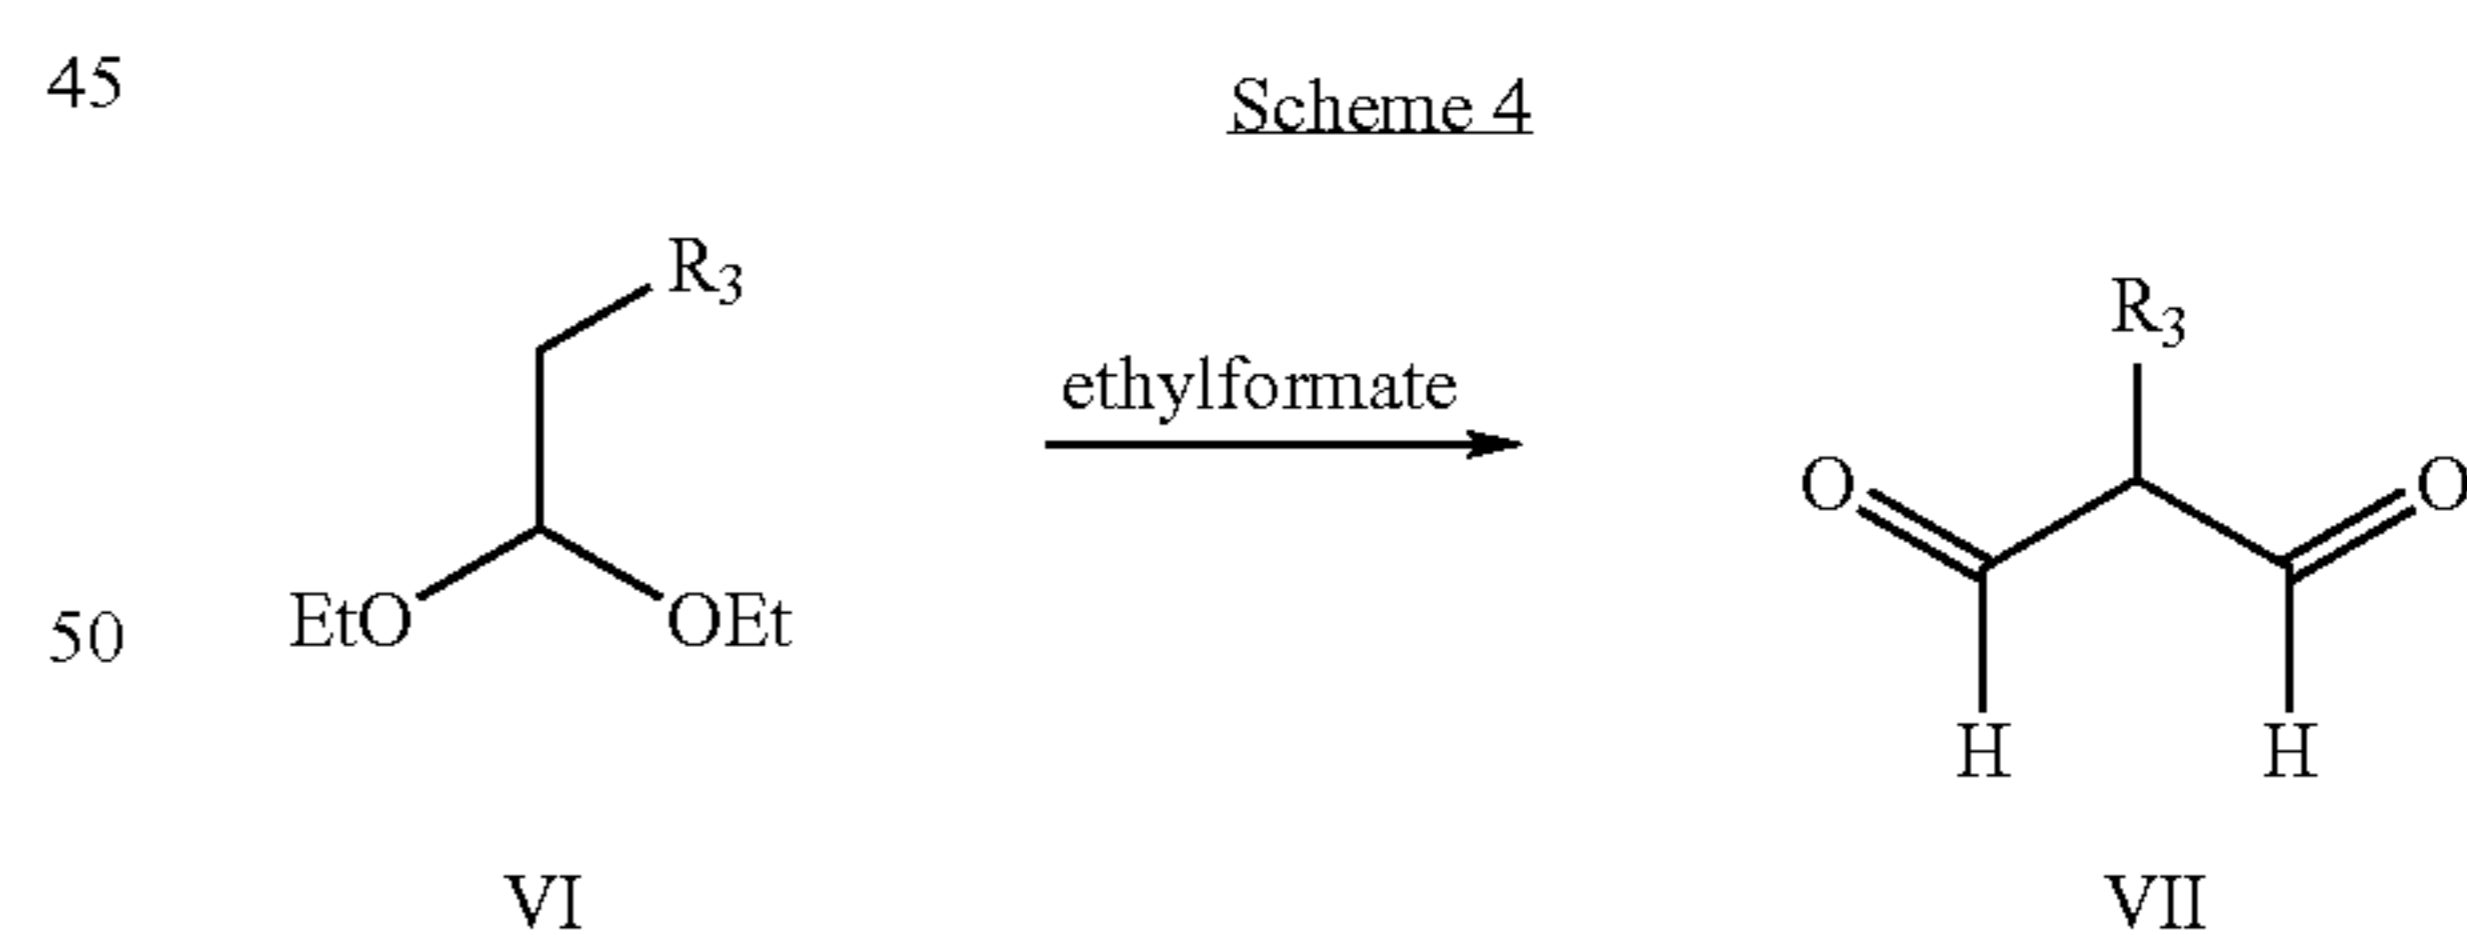 45
Scheme 4
R3
R3
ethylformate
O O
50
EtO OEt
H H
VI VII